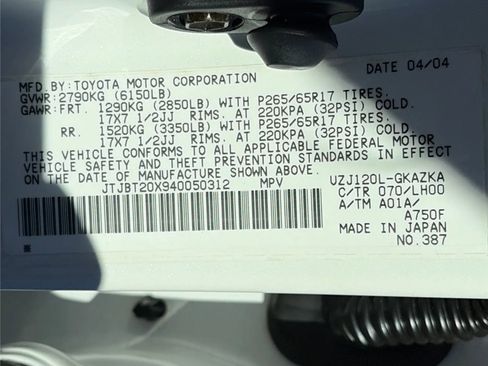 MFD.BY:TOYOTA MOTOR CORPORATION DATE 04/04
GVWR:2790KG (6150LB)
GAWR:FRT. 1290KG (2850LB) WITH P265/65R17 TIRES.
17X7 1/2JJ RIMS. AT 220KPA (32PSI) COLD.
RR. 1520KG (3350LB) WITH P265/65R17 TIRES.
17X7 1/2JJ RIMS. AT 220KPA (32PSI) COLD.
THIS VEHICLE CONFORMS TO ALL APPLICABLE FEDERAL MOTOR
VEHICLE SAFETY AND THEFT PREVENTION STANDARDS IN EFFECT
ON THE DATE OF MANUFACTURE SHOWN ABOVE.
JTJBT20X940050312 MPV UZJ120L-GKAZKA
C/TR 070/LH00
A/TM A01A/
A750F
MADE IN JAPAN
NO.387